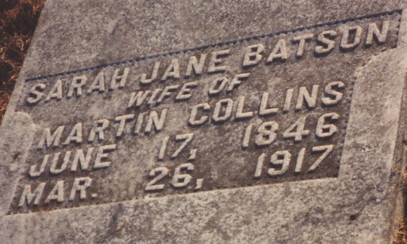 SARAH JANE BATSON
WIFE OF
MARTIN COLLINS
JUNE 17, 1846
MAR. 26, 1917